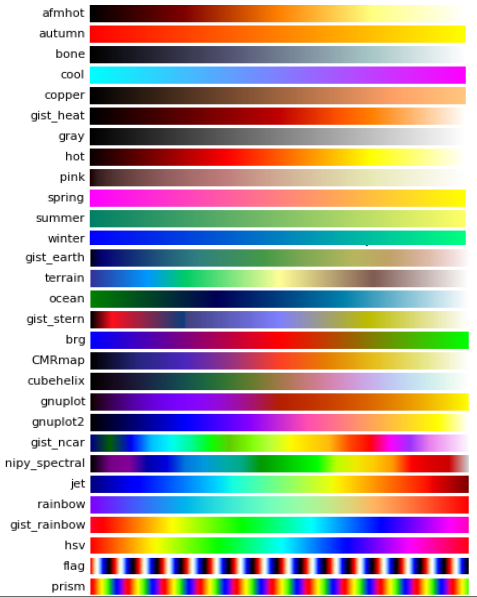 afmhot
autumn
bone
cool
copper
gist_heat
gray
hot
pink
spring
summer
winter
gist_earth
terrain
ocean
gist_stern
brg
CMRmap
cubehelix
gnuplot
gnuplot2
gist_ncar
nipy_spectral
jet
rainbow
gist_rainbow
hsv
flag
prism